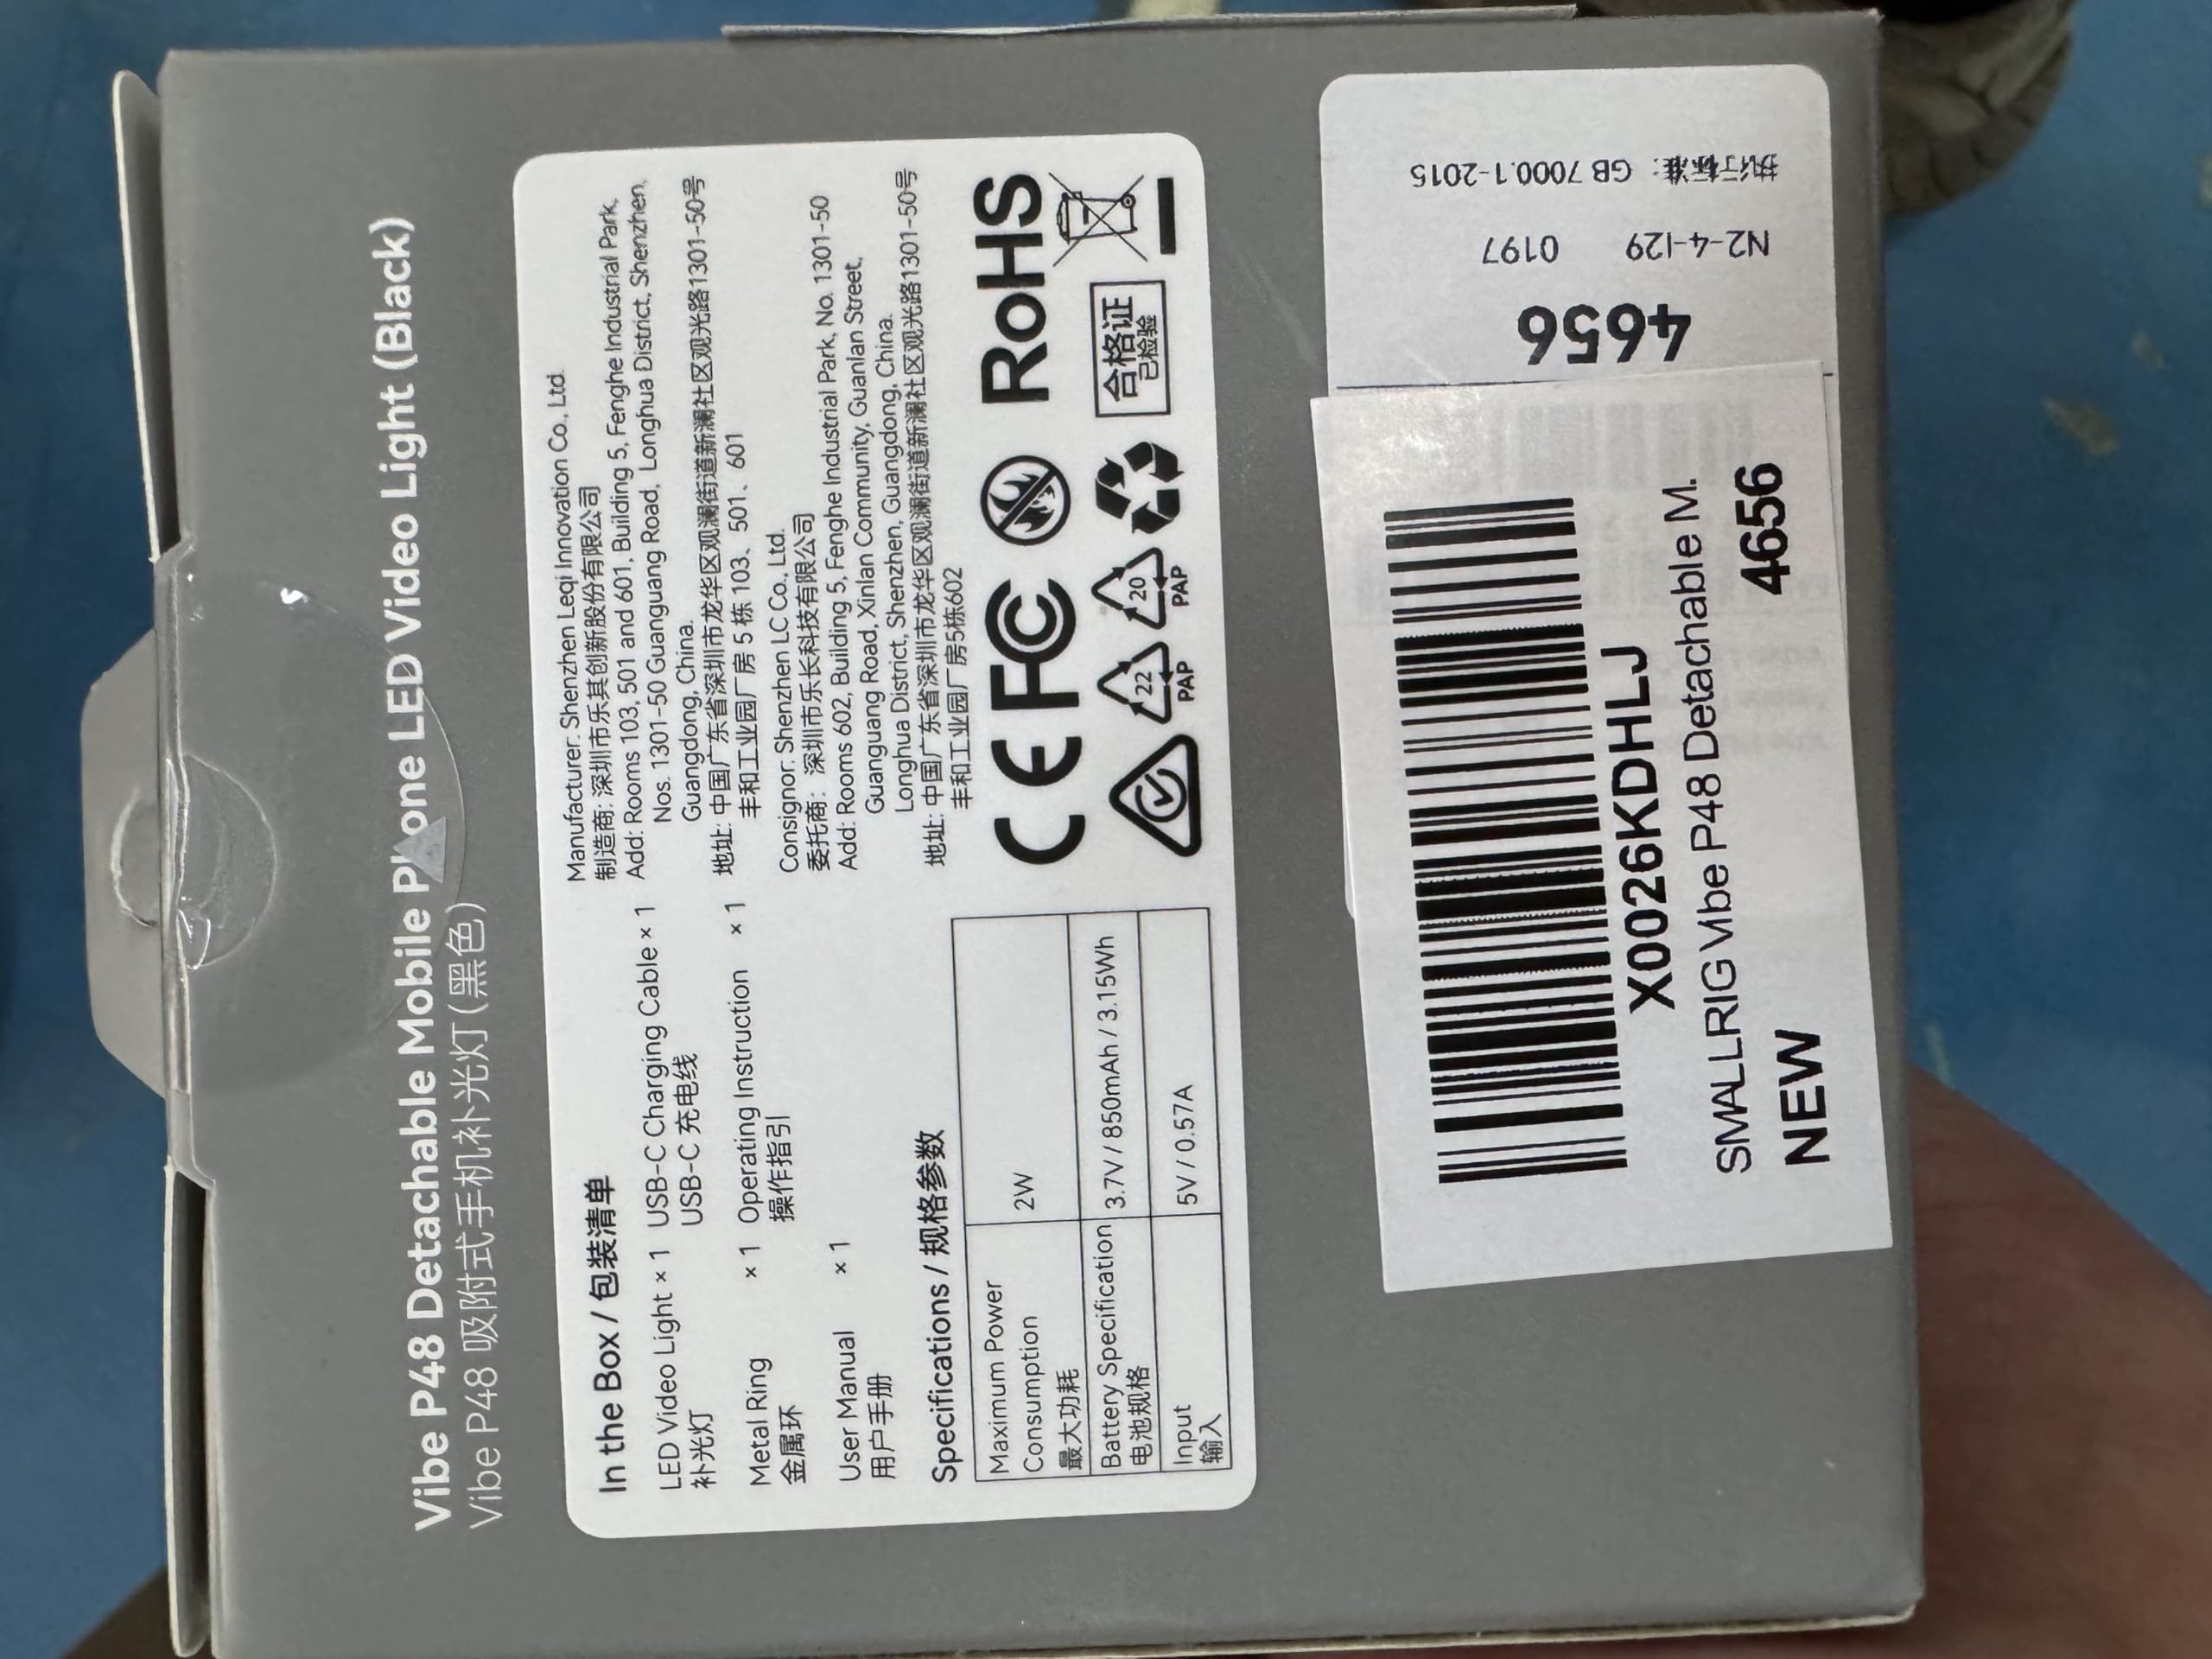 Vibe P48 Detachable Mobile Phone LED Video Light (Black)
Vibe P48 吸附式手机补光灯(黑色)
In the Box / 包装清单
LED Video Light × 1
补光灯
USB-C Charging Cable × 1
USB-C 充电线
Metal Ring × 1
金属环
Operating Instruction × 1
操作指引
User Manual × 1
用户手册
Specifications / 规格参数
Maximum Power
Consumption
最大功耗
2W
Battery Specification
电池规格
3.7V / 850mAh / 3.15Wh
Input
输入
5V / 0.57A
Manufacturer: Shenzhen Leqi Innovation Co., Ltd.
制造商: 深圳市乐其创新股份有限公司
Add: Rooms 103, 501 and 601, Building 5, Fenghe Industrial Park,
Nos. 1301-50 Guanguang Road, Longhua District, Shenzhen,
Guangdong, China.
地址: 中国广东省深圳市龙华区观澜街道新澜社区观光路1301-50号
丰和工业园厂房 5 栋 103、501、601
Consignor: Shenzhen LC Co., Ltd.
委托商: 深圳市乐长科技有限公司
Add: Rooms 602, Building 5, Fenghe Industrial Park, No. 1301-50
Guanguang Road, Xinlan Community, Guanlan Street,
Longhua District, Shenzhen, Guangdong, China.
地址: 中国广东省深圳市龙华区观澜街道新澜社区观光路1301-50号
丰和工业园厂房5栋602
CE FC RoHS
22
PAP
20
PAP
合格证
已检验
X0026KDHLJ
SMALLRIG Vibe P48 Detachable M.
NEW 4656
4656
N2-4-I29 0197
执行标准: GB 7000.1-2015